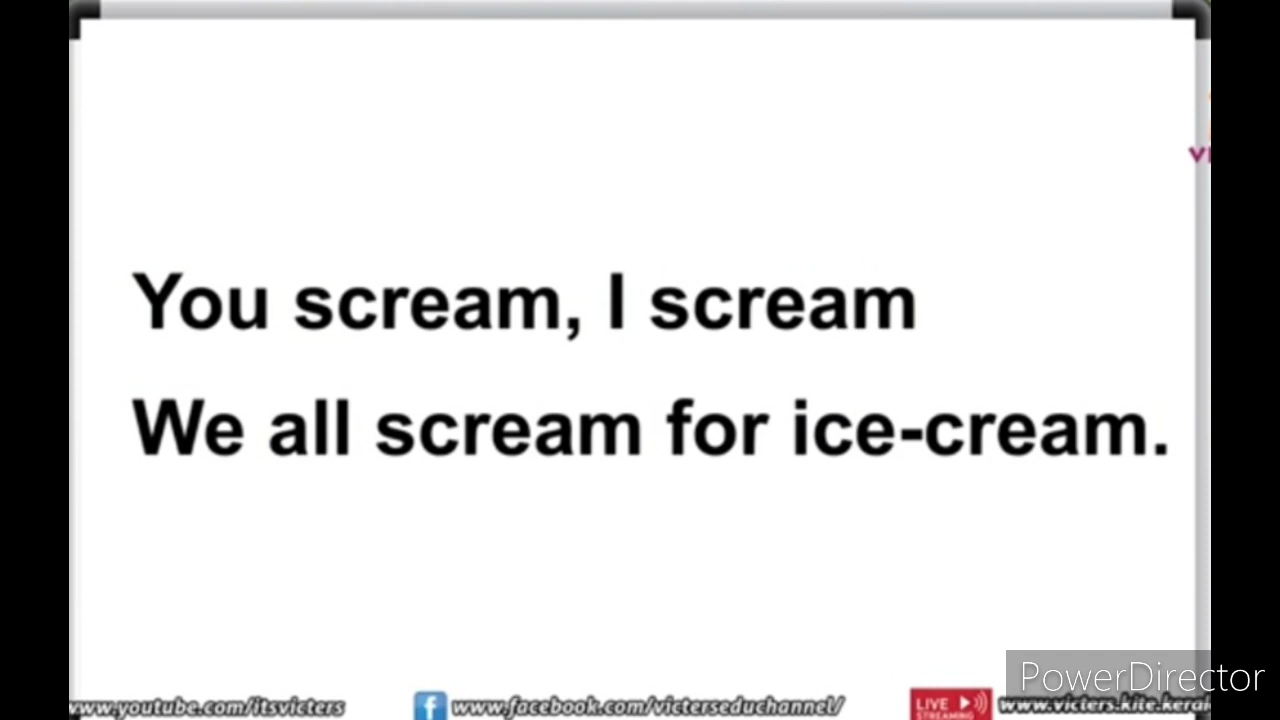 You scream, I scream
We all scream for ice-cream.
PowerDirector
www.youtube.com/itsvicters
www.facebook.com/victerseduchannel/
LIVE
STREAMING